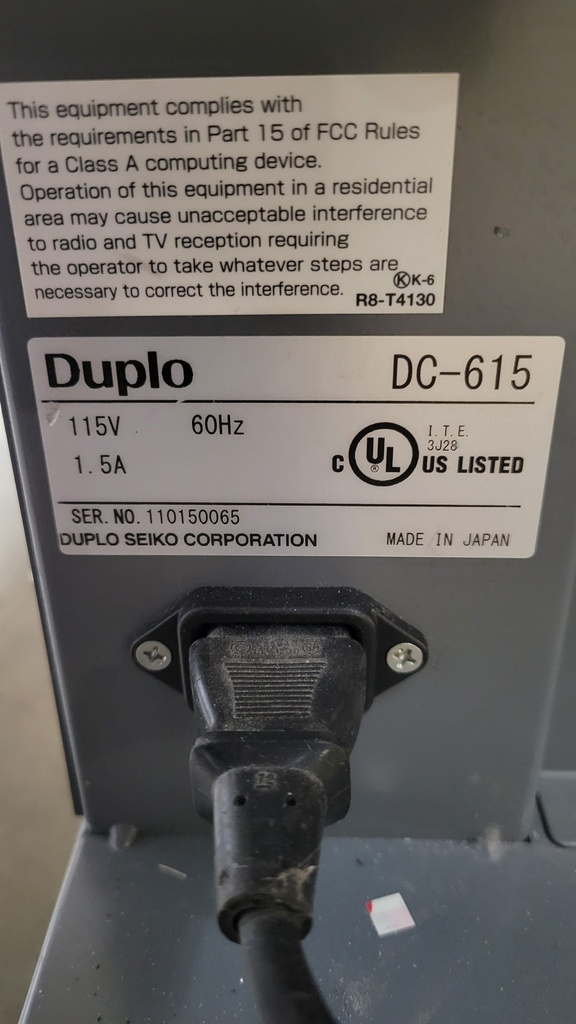 This equipment complies with
the requirements in Part 15 of FCC Rules
for a Class A computing device.
Operation of this equipment in a residential
area may cause unacceptable interference
to radio and TV reception requiring
the operator to take whatever steps are
necessary to correct the interference.
Ⓚ K-6
R8-T4130
Duplo DC-615
115V 60Hz
1.5A
I.T.E.
3J28
C UL ® US LISTED
SER. NO. 110150065
DUPLO SEIKO CORPORATION MADE IN JAPAN